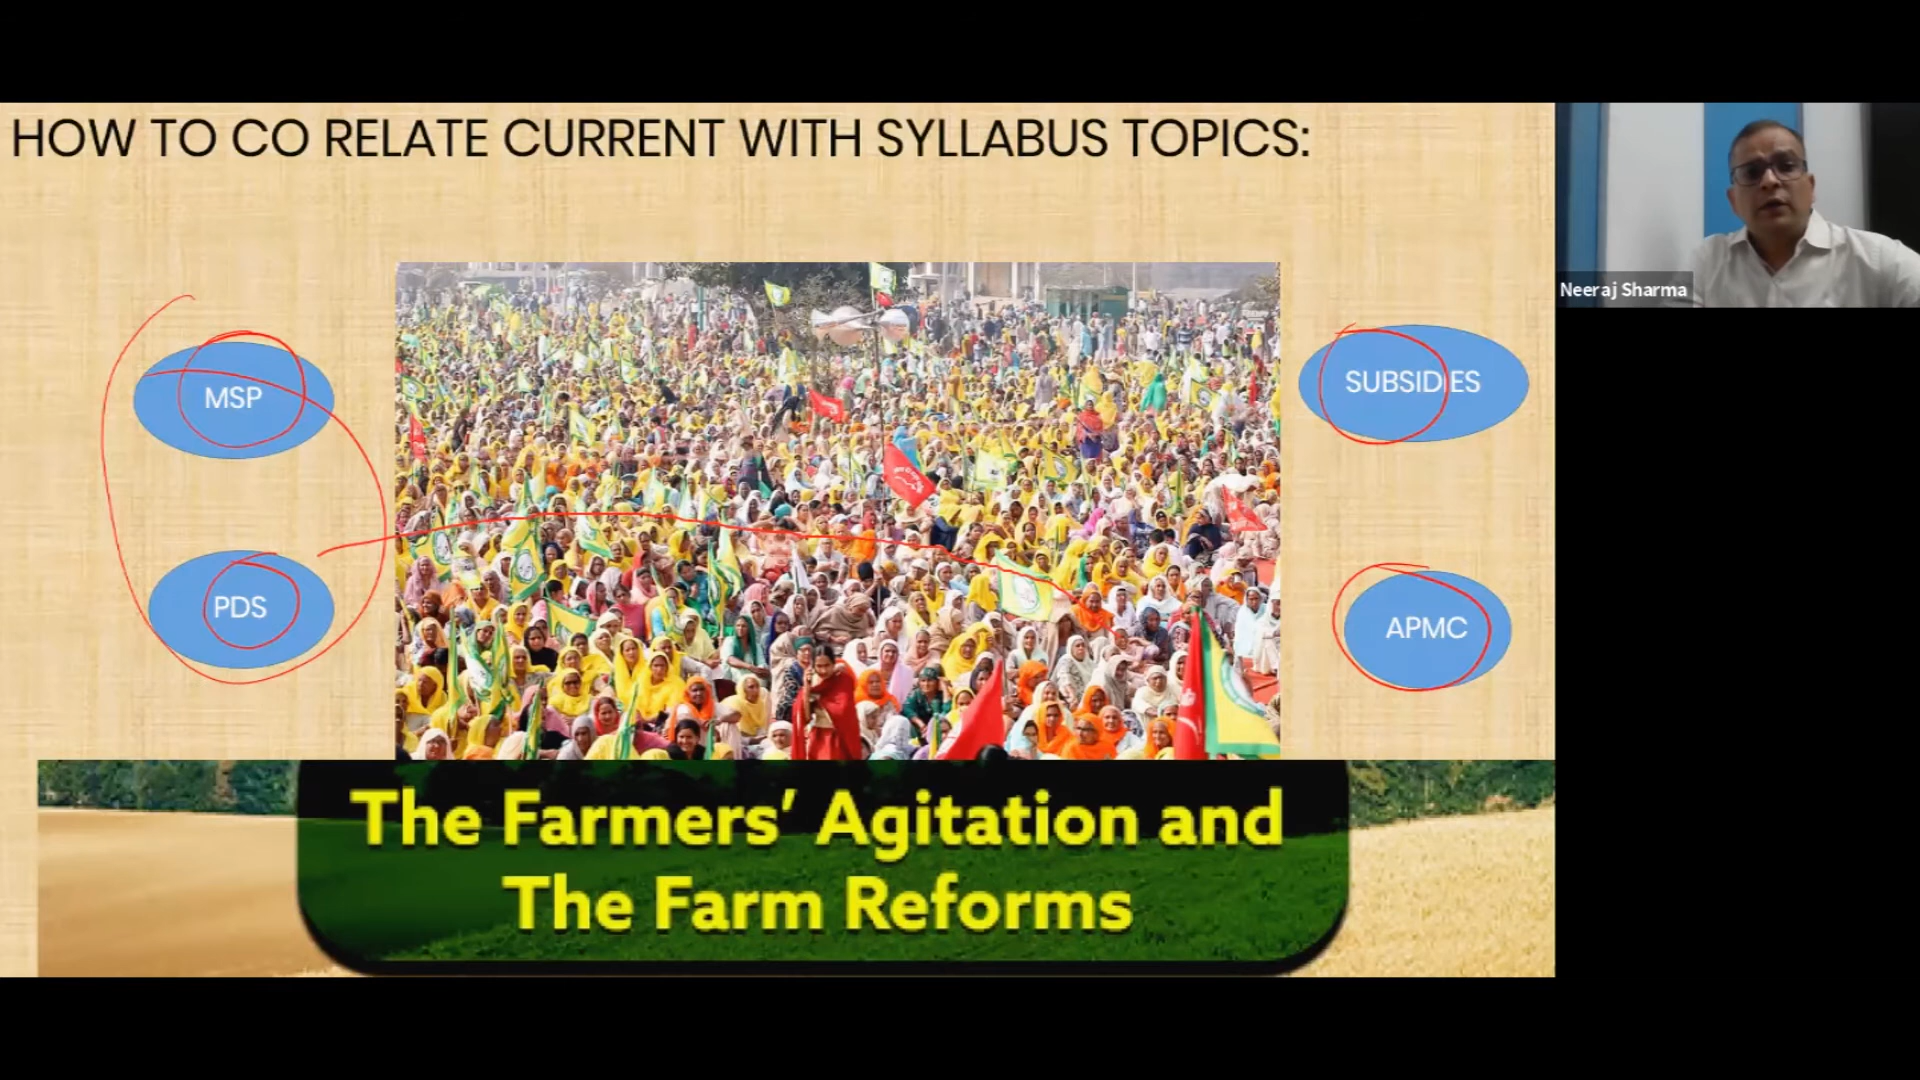 HOW TO CO RELATE CURRENT WITH SYLLABUS TOPICS:
Neeraj Sharma
MSP
SUBSIDIES
PDS
APMC
The Farmers' Agitation and
The Farm Reforms